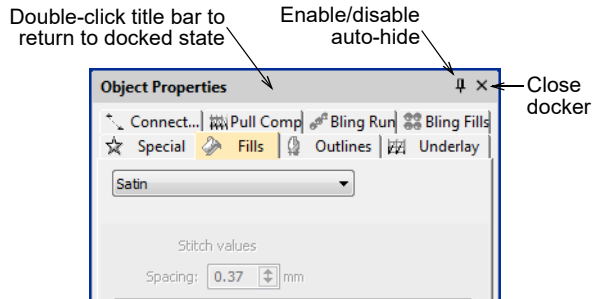 Double-click title bar to
return to docked state
Enable/disable
auto-hide
Close
docker
Object Properties
Connect... Pull Comp Bling Run Bling Fills
Special Fills Outlines Underlay
Satin
Stitch values
Spacing: 0.37 mm